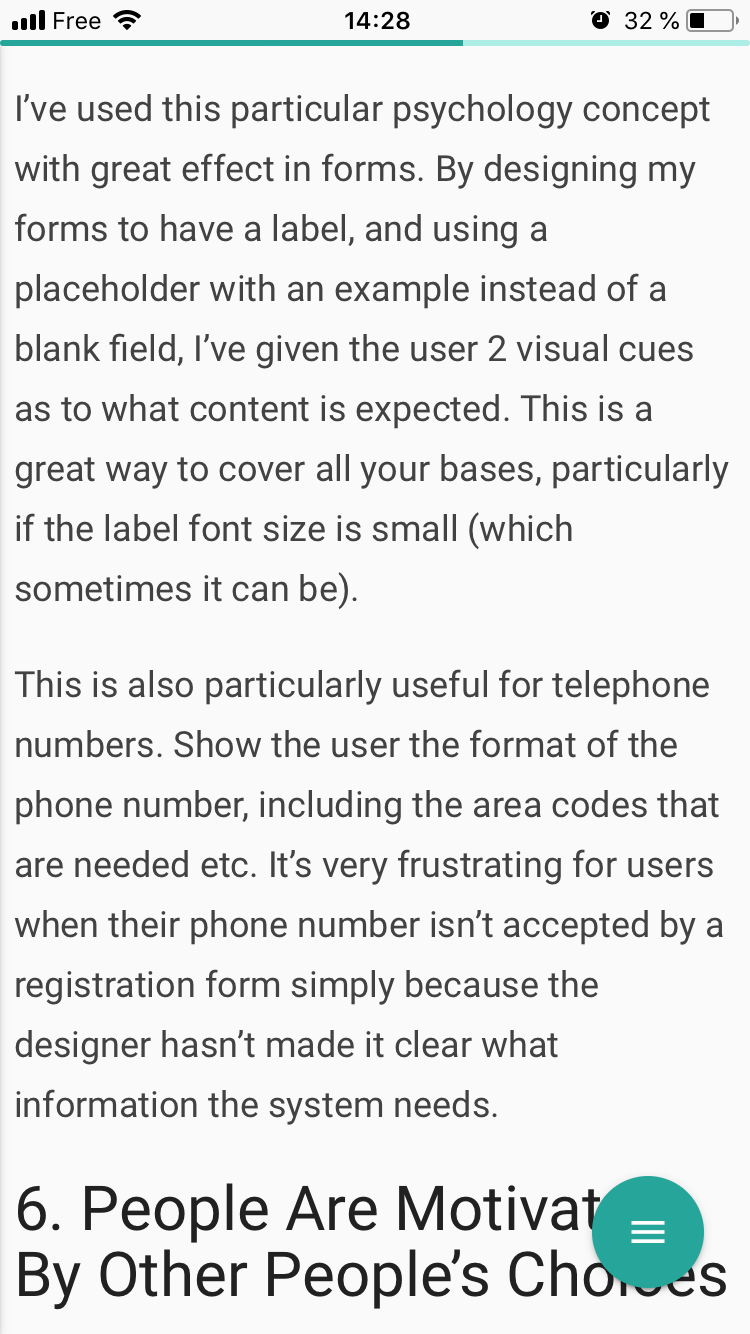 Free 14:28 32 %
I’ve used this particular psychology concept
with great effect in forms. By designing my
forms to have a label, and using a
placeholder with an example instead of a
blank field, I’ve given the user 2 visual cues
as to what content is expected. This is a
great way to cover all your bases, particularly
if the label font size is small (which
sometimes it can be).
This is also particularly useful for telephone
numbers. Show the user the format of the
phone number, including the area codes that
are needed etc. It’s very frustrating for users
when their phone number isn’t accepted by a
registration form simply because the
designer hasn’t made it clear what
information the system needs.
6. People Are Motivat
By Other People’s Choices